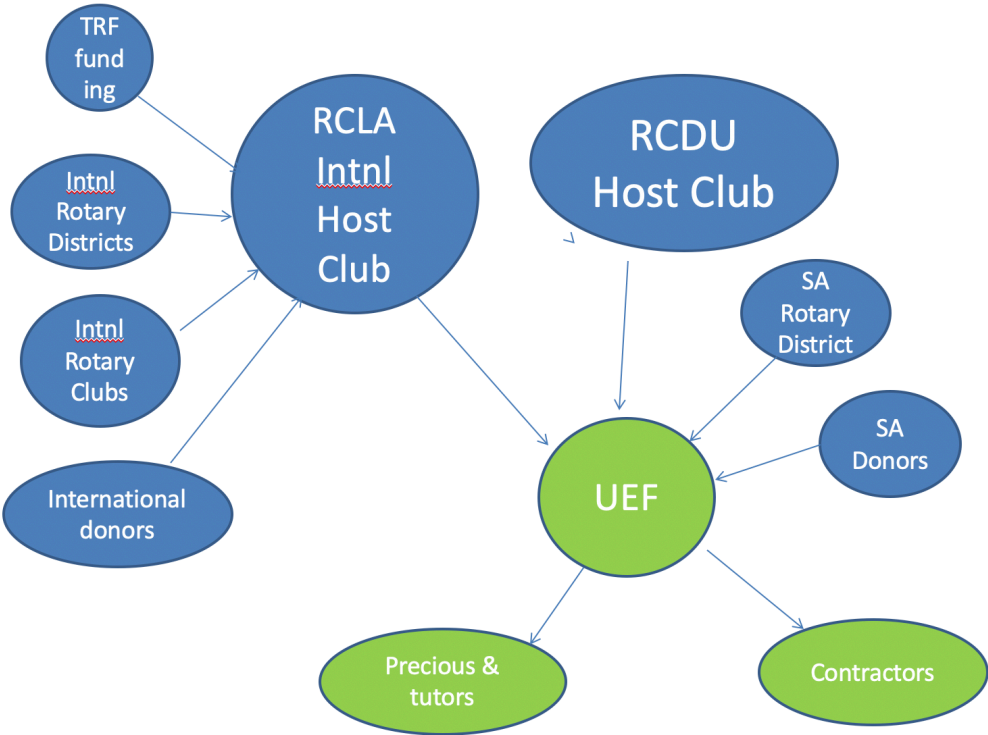 TRF
fund
ing
RCLA
Intnl
Host
Club
RCDU
Host Club
Intnl
Rotary
Districts
SA
Rotary
District
Intnl
Rotary
Clubs
SA
Donors
International
donors
UEF
Precious &
tutors
Contractors